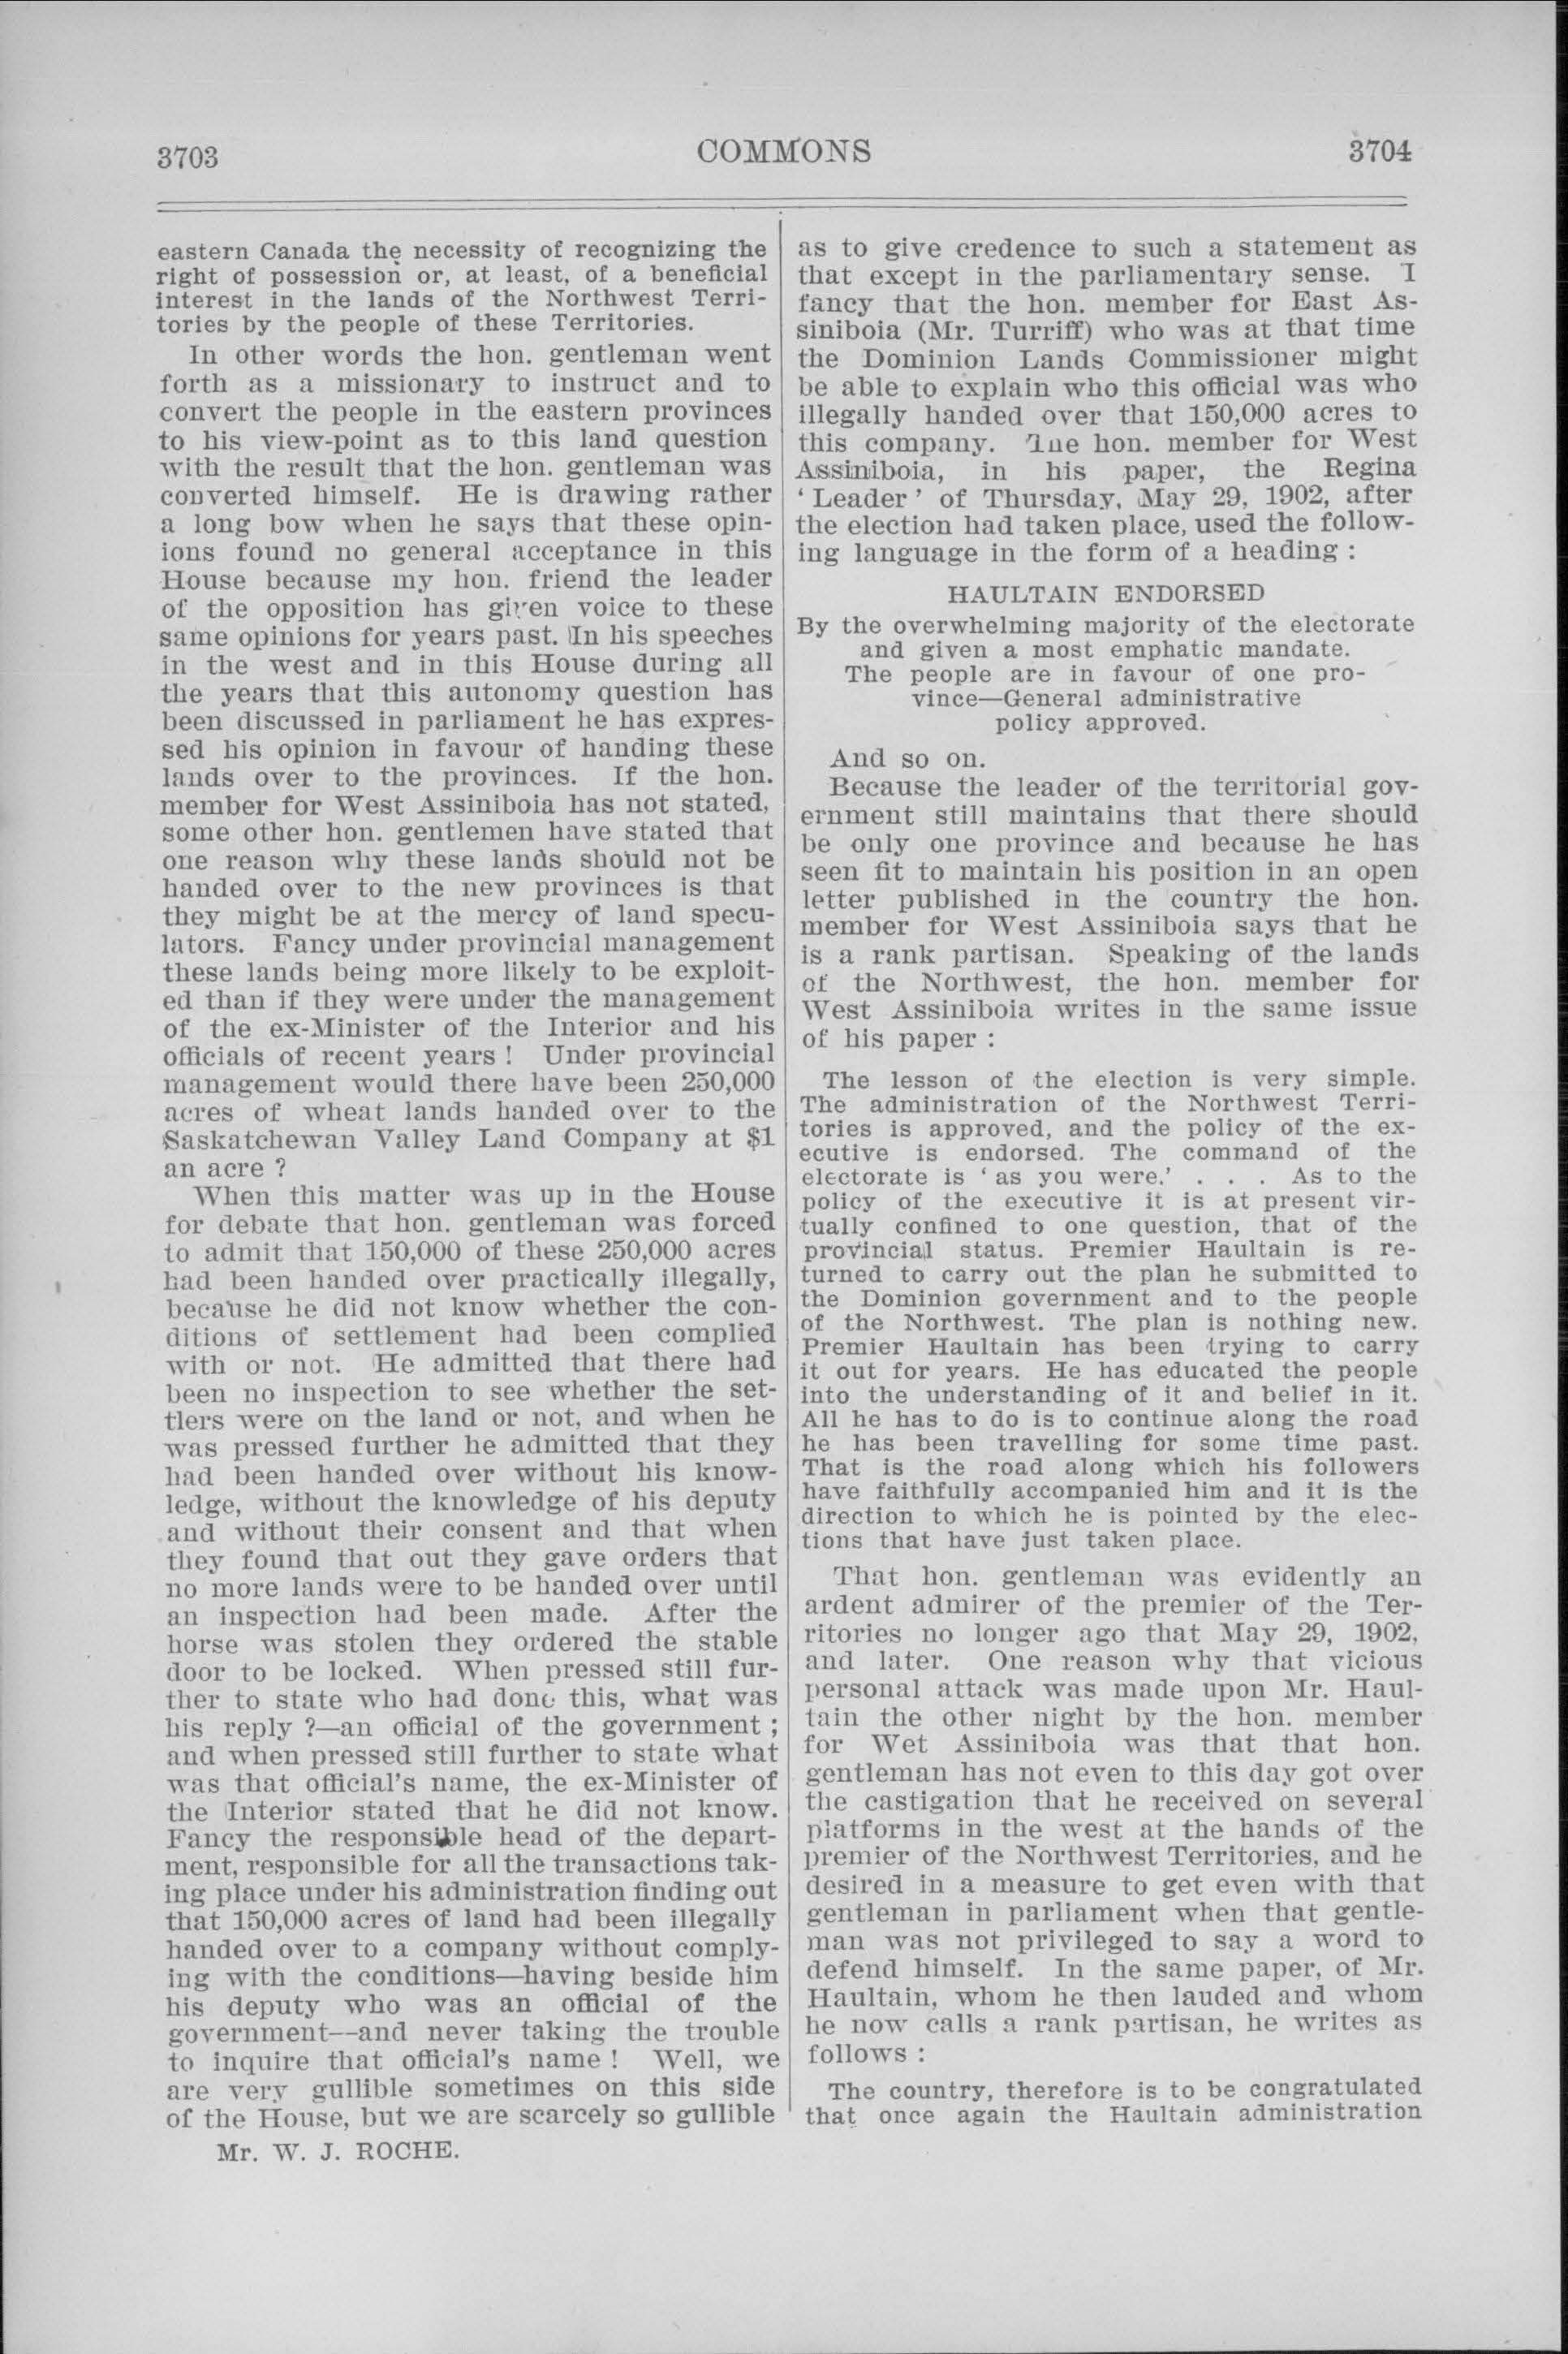 3703
COMMONS
3704
eastern Canada the necessity of recognizing the
right of possession or, at least, of a beneficial
interest in the lands of the Northwest Terri-
tories by the people of these Territories.
In other words the hon. gentleman went
forth as a missionary to instruct and to
convert the people in the eastern provinces
to his view-point as to this land question
with the result that the hon. gentleman was
converted himself. He is drawing rather
a long bow when he says that these opin-
ions found no general acceptance in this
House because my hon. friend the leader
of the opposition has given voice to these
same opinions for years past. In his speeches
in the west and in this House during all
the years that this autonomy question has
been discussed in parliament he has expres-
sed his opinion in favour of handing these
lands over to the provinces. If the hon.
member for West Assiniboia has not stated,
some other hon. gentlemen have stated that
one reason why these lands should not be
handed over to the new provinces is that
they might be at the mercy of land specu-
lators. Fancy under provincial management
these lands being more likely to be exploit-
ed than if they were under the management
of the ex-Minister of the Interior and his
officials of recent years ! Under provincial
management would there have been 250,000
acres of wheat lands handed over to the
Saskatchewan Valley Land Company at $1
an acre ?
When this matter was up in the House
for debate that hon. gentleman was forced
to admit that 150,000 of these 250,000 acres
had been handed over practically illegally,
because he did not know whether the con-
ditions of settlement had been complied
with or not. He admitted that there had
been no inspection to see whether the set-
tlers were on the land or not, and when he
was pressed further he admitted that they
had been handed over without his know-
ledge, without the knowledge of his deputy
and without their consent and that when
they found that out they gave orders that
no more lands were to be handed over until
an inspection had been made. After the
horse was stolen they ordered the stable
door to be locked. When pressed still fur-
ther to state who had done this, what was
his reply ?—an official of the government ;
and when pressed still further to state what
was that official's name, the ex-Minister of
the Interior stated that he did not know.
Fancy the responsible head of the depart-
ment, responsible for all the transactions tak-
ing place under his administration finding out
that 150,000 acres of land had been illegally
handed over to a company without comply-
ing with the conditions—having beside him
his deputy who was an official of the
government--and never taking the trouble
to inquire that official's name ! Well, we
are very gullible sometimes on this side
of the House, but we are scarcely so gullible
Mr. W. J. ROCHE.
as to give credence to such a statement as
that except in the parliamentary sense. I
fancy that the hon. member for East As-
siniboia (Mr. Turriff) who was at that time
the Dominion Lands Commissioner might
be able to explain who this official was who
illegally handed over that 150,000 acres to
this company. The hon. member for West
Assiniboia, in his paper, the Regina
' Leader ' of Thursday, May 29, 1902, after
the election had taken place, used the follow-
ing language in the form of a heading :
HAULTAIN ENDORSED
By the overwhelming majority of the electorate
and given a most emphatic mandate.
The people are in favour of one pro-
vince—General administrative
policy approved.
And so on.
Because the leader of the territorial gov-
ernment still maintains that there should
be only one province and because he has
seen fit to maintain his position in an open
letter published in the country the hon.
member for West Assiniboia says that he
is a rank partisan. Speaking of the lands
of the Northwest, the hon. member for
West Assiniboia writes in the same issue
of his paper :
The lesson of the election is very simple.
The administration of the Northwest Terri-
tories is approved, and the policy of the ex-
ecutive is endorsed. The command of the
electorate is ' as you were.' . . . As to the
policy of the executive it is at present vir-
tually confined to one question, that of the
provincial status. Premier Haultain is re-
turned to carry out the plan he submitted to
the Dominion government and to the people
of the Northwest. The plan is nothing new.
Premier Haultain has been trying to carry
it out for years. He has educated the people
into the understanding of it and belief in it.
All he has to do is to continue along the road
he has been travelling for some time past.
That is the road along which his followers
have faithfully accompanied him and it is the
direction to which he is pointed by the elec-
tions that have just taken place.
That hon. gentleman was evidently an
ardent admirer of the premier of the Ter-
ritories no longer ago that May 29, 1902,
and later. One reason why that vicious
personal attack was made upon Mr. Haul-
tain the other night by the hon. member
for Wet Assiniboia was that that hon.
gentleman has not even to this day got over
the castigation that he received on several
platforms in the west at the hands of the
premier of the Northwest Territories, and he
desired in a measure to get even with that
gentleman in parliament when that gentle-
man was not privileged to say a word to
defend himself. In the same paper, of Mr.
Haultain, whom he then lauded and whom
he now calls a rank partisan, he writes as
follows :
The country, therefore is to be congratulated
that once again the Haultain administration